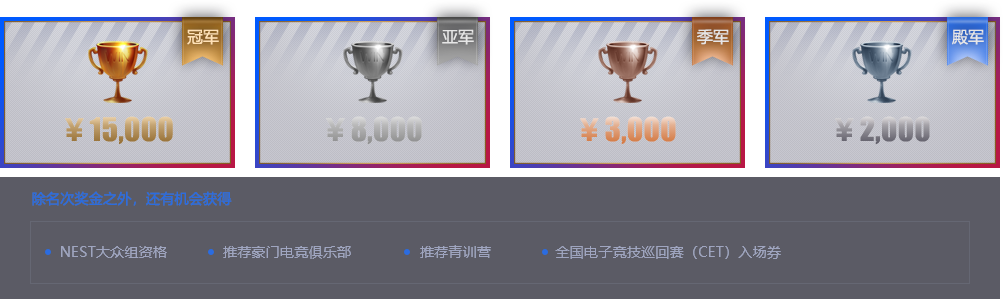 冠军
¥ 15,000
亚军
¥ 8,000
季军
¥ 3,000
殿军
¥ 2,000
除名次奖金之外，还有机会获得
NEST大众组资格
推荐豪门电竞俱乐部
推荐青训营
全国电子竞技巡回赛（CET）入场券